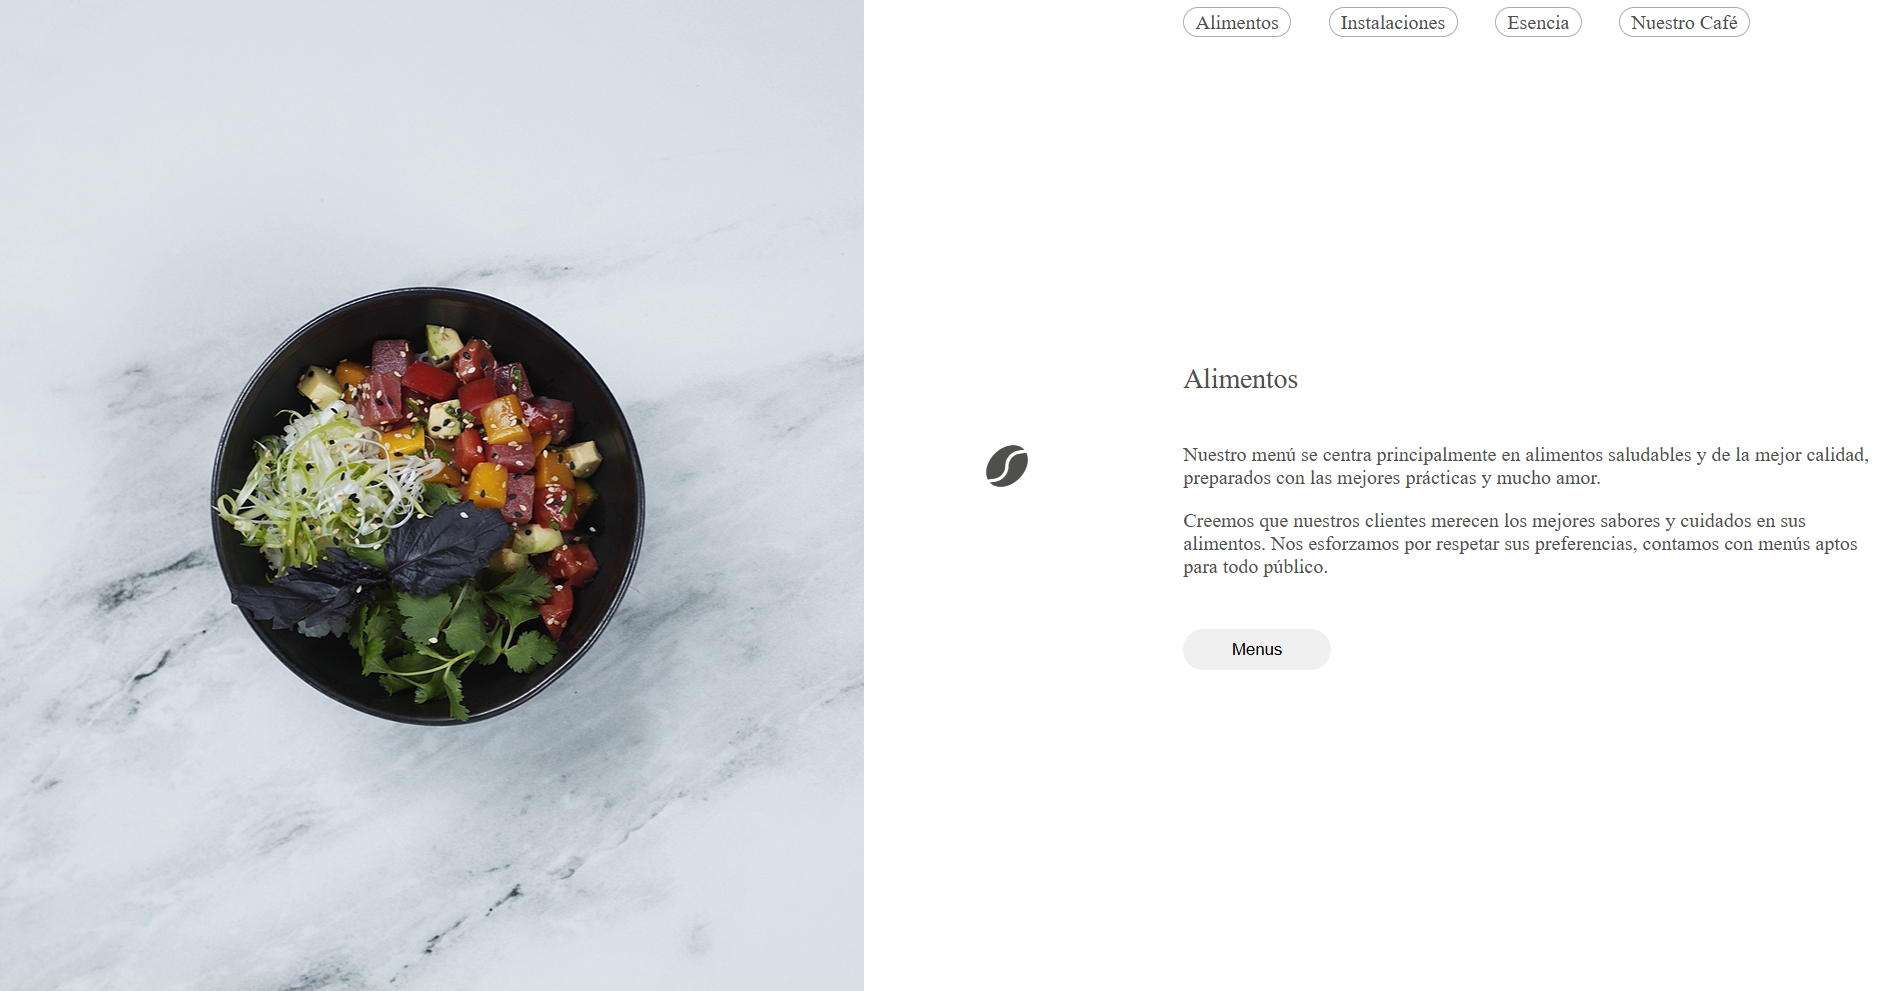 Alimentos
Instalaciones
Esencia
Nuestro Café
Alimentos
Nuestro menú se centra principalmente en alimentos saludables y de la mejor calidad,
preparados con las mejores prácticas y mucho amor.
Creemos que nuestros clientes merecen los mejores sabores y cuidados en sus
alimentos. Nos esforzamos por respetar sus preferencias, contamos con menús aptos
para todo público.
Menus